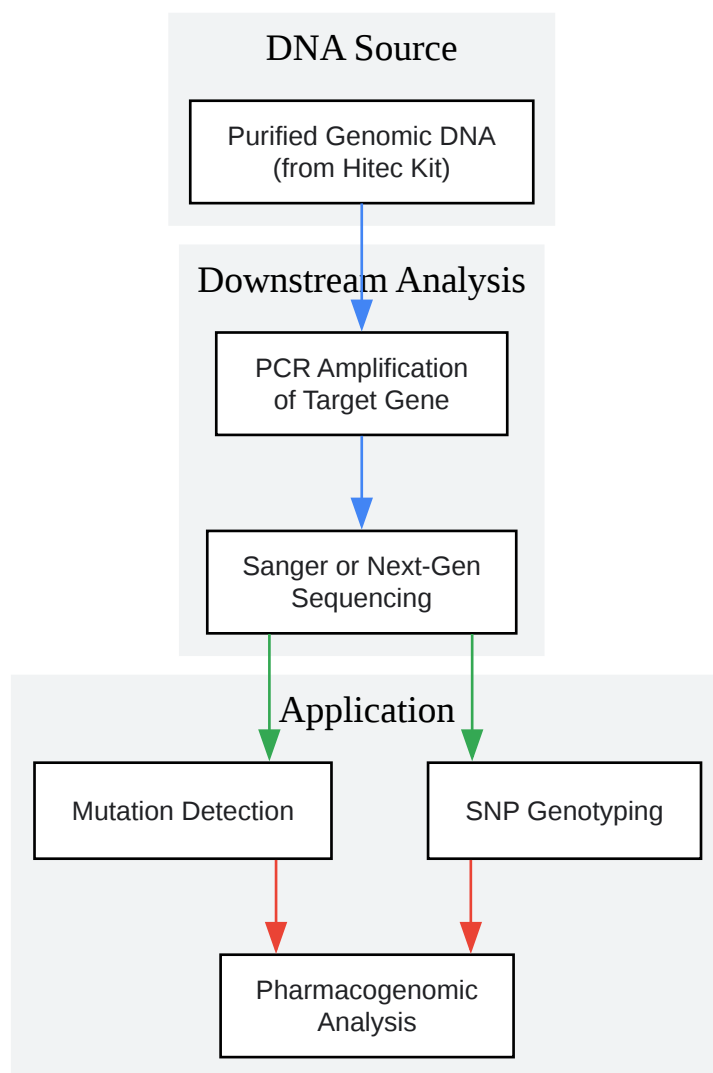 DNA Source
Purified Genomic DNA
(from Hitec Kit)
Downstream Analysis
PCR Amplification
of Target Gene
Sanger or Next-Gen
Sequencing
Application
Mutation Detection
SNP Genotyping
Pharmacogenomic
Analysis